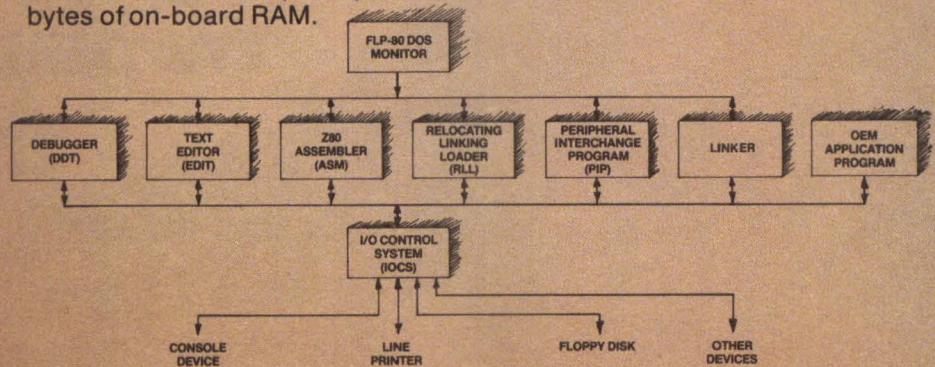 bytes of on-board RAM.
FLP-80 DOS
MONITOR
DEBUGGER
(DDT)
TEXT
EDITOR
(EDIT)
Z80
ASSEMBLER
(ASM)
RELOCATING
LINKING
LOADER
(RLL)
PERIPHERAL
INTERCHANGE
PROGRAM
(PIP)
LINKER
OEM
APPLICATION
PROGRAM
I/O CONTROL
SYSTEM
(IOCS)
CONSOLE
DEVICE
LINE
PRINTER
FLOPPY DISK
OTHER
DEVICES